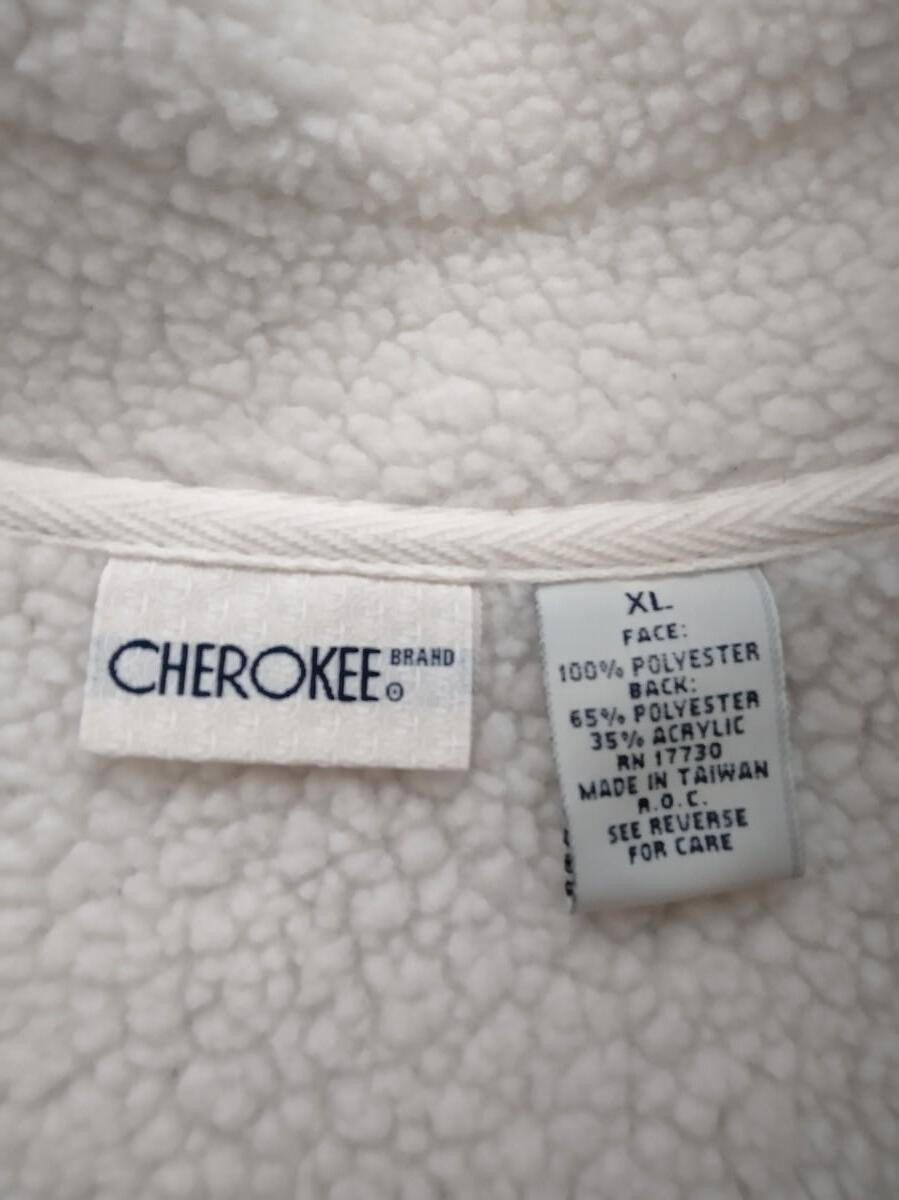 CHEROKEE BRAND
XL
FACE:
100% POLYESTER
BACK:
65% POLYESTER
35% ACRYLIC
RN 17730
MADE IN TAIWAN
R.O.C.
SEE REVERSE
FOR CARE